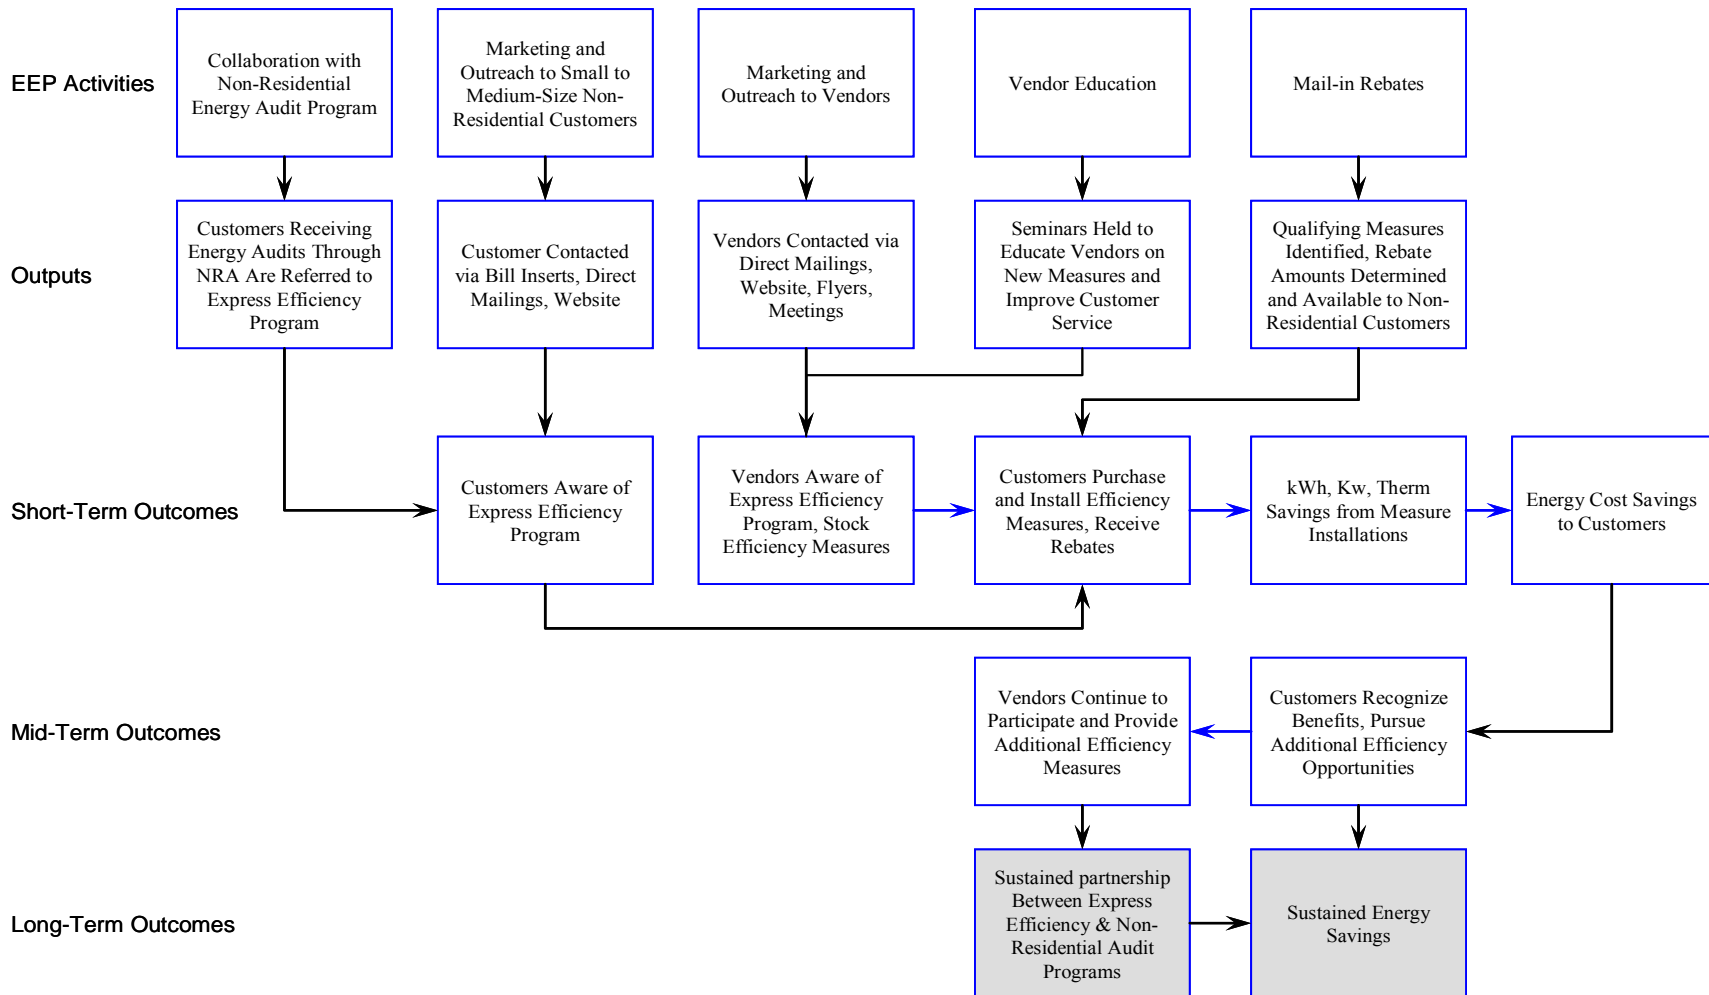 EEP Activities
Collaboration with
Non-Residential
Energy Audit Program
Marketing and
Outreach to Small to
Medium-Size Non-
Residential Customers
Marketing and
Outreach to Vendors
Vendor Education
Mail-in Rebates
Outputs
Customers Receiving
Energy Audits Through
NRA Are Referred to
Express Efficiency
Program
Customer Contacted
via Bill Inserts, Direct
Mailings, Website
Vendors Contacted via
Direct Mailings,
Website, Flyers,
Meetings
Seminars Held to
Educate Vendors on
New Measures and
Improve Customer
Service
Qualifying Measures
Identified, Rebate
Amounts Determined
and Available to Non-
Residential Customers
Short-Term Outcomes
Customers Aware of
Express Efficiency
Program
Vendors Aware of
Express Efficiency
Program, Stock
Efficiency Measures
Customers Purchase
and Install Efficiency
Measures, Receive
Rebates
kWh, Kw, Therm
Savings from Measure
Installations
Energy Cost Savings
to Customers
Mid-Term Outcomes
Vendors Continue to
Participate and Provide
Additional Efficiency
Measures
Customers Recognize
Benefits, Pursue
Additional Efficiency
Opportunities
Long-Term Outcomes
Sustained partnership
Between Express
Efficiency & Non-
Residential Audit
Programs
Sustained Energy
Savings